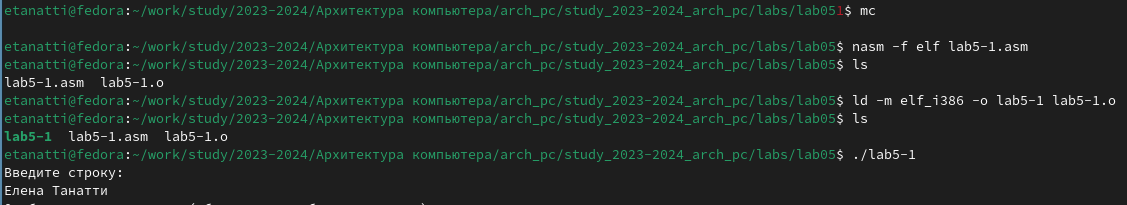 etanatti@fedora:~/work/study/2023-2024/Архитектура компьютера/arch_pc/study_2023-2024_arch_pc/labs/lab051$ mc
etanatti@fedora:~/work/study/2023-2024/Архитектура компьютера/arch_pc/study_2023-2024_arch_pc/labs/lab05$ nasm -f elf lab5-1.asm
etanatti@fedora:~/work/study/2023-2024/Архитектура компьютера/arch_pc/study_2023-2024_arch_pc/labs/lab05$ ls
lab5-1.asm  lab5-1.o
etanatti@fedora:~/work/study/2023-2024/Архитектура компьютера/arch_pc/study_2023-2024_arch_pc/labs/lab05$ ld -m elf_i386 -o lab5-1 lab5-1.o
etanatti@fedora:~/work/study/2023-2024/Архитектура компьютера/arch_pc/study_2023-2024_arch_pc/labs/lab05$ ls
lab5-1  lab5-1.asm  lab5-1.o
etanatti@fedora:~/work/study/2023-2024/Архитектура компьютера/arch_pc/study_2023-2024_arch_pc/labs/lab05$ ./lab5-1
Введите строку:
Елена Танатти